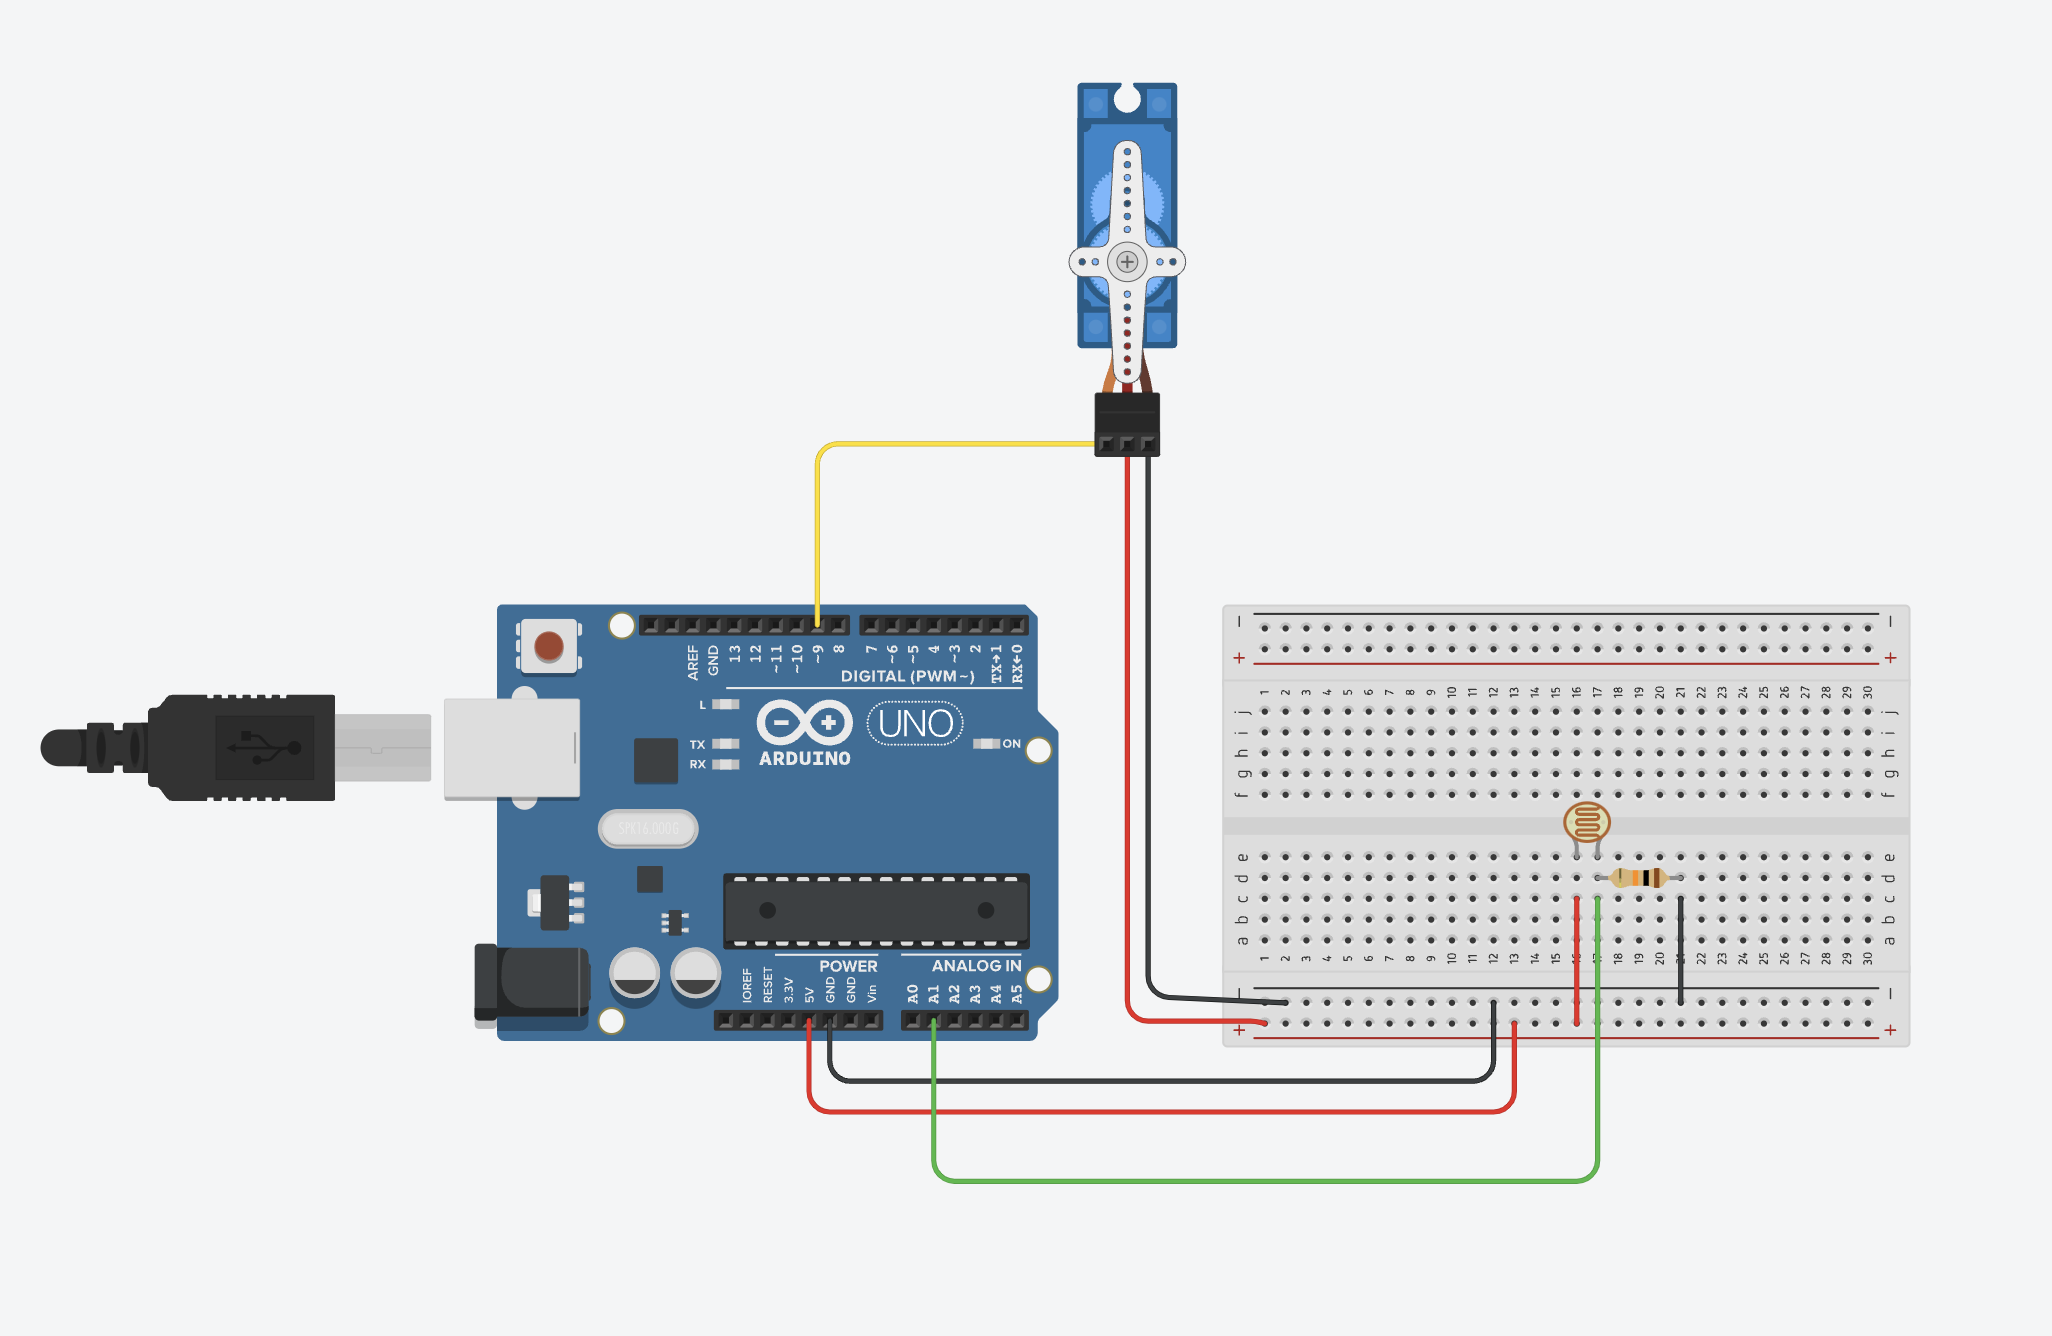 AREF
GND
13
12
~11
~10
~9
8
7
~6
~5
4
~3
2
TX→1
RX←0
DIGITAL (PWM~)
L
TX
RX
ARDUINO
UNO
ON
SPK16.000G
POWER
ANALOG IN
IOREF
RESET
3.3V
5V
GND
GND
Vin
A0
A1
A2
A3
A4
A5
− −
+ +
1 2 3 4 5 6 7 8 9 10 11 12 13 14 15 16 17 18 19 20 21 22 23 24 25 26 27 28 29 30
j j
i i
h h
g g
f f
e e
d d
c c
b b
a a
1 2 3 4 5 6 7 8 9 10 11 12 13 14 15 16 17 18 19 20 21 22 23 24 25 26 27 28 29 30
− −
+ +